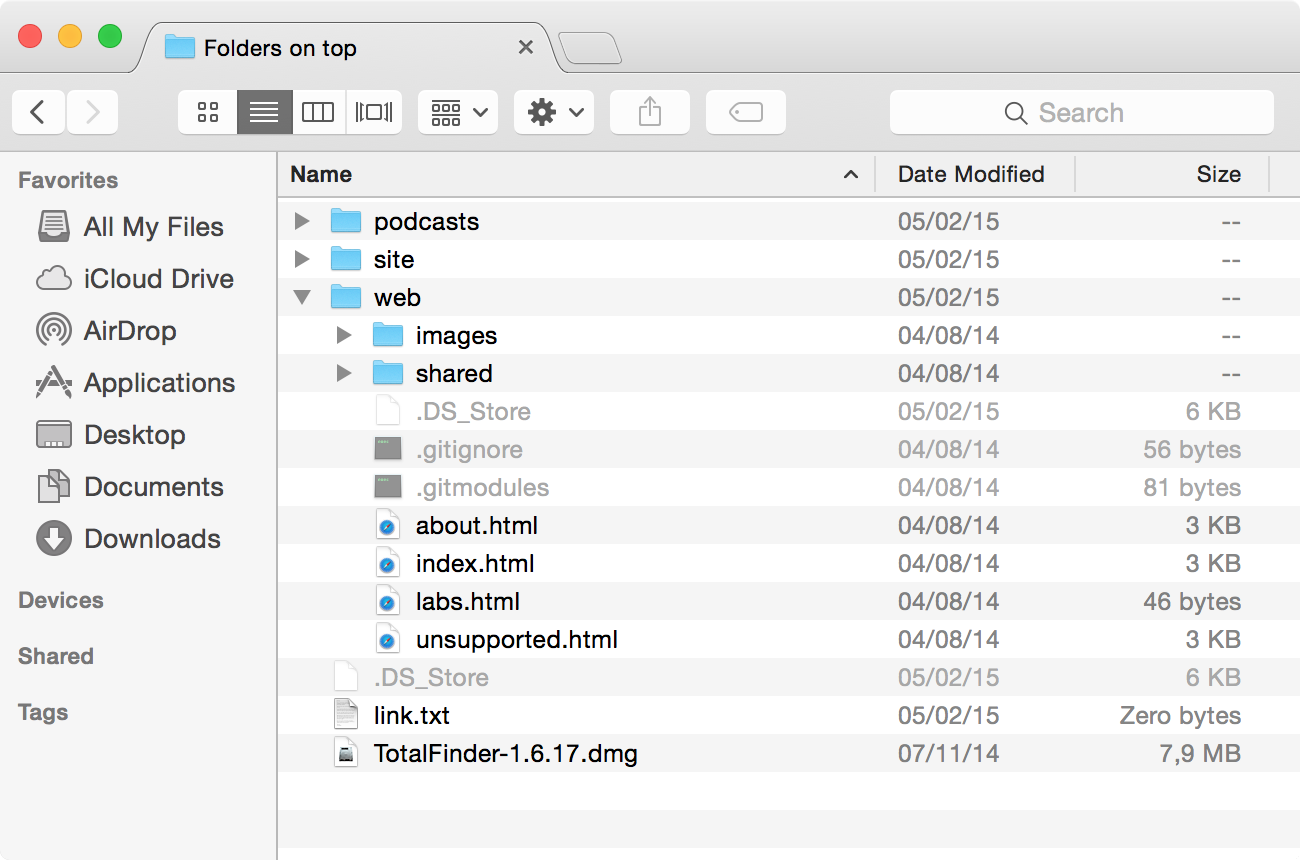 Folders on top
Search
Favorites
All My Files
iCloud Drive
AirDrop
Applications
Desktop
Documents
Downloads
Devices
Shared
Tags
Name Date Modified Size
podcasts 05/02/15 --
site 05/02/15 --
web 05/02/15 --
images 04/08/14 --
shared 04/08/14 --
.DS_Store 05/02/15 6 KB
.gitignore 04/08/14 56 bytes
.gitmodules 04/08/14 81 bytes
about.html 04/08/14 3 KB
index.html 04/08/14 3 KB
labs.html 04/08/14 46 bytes
unsupported.html 04/08/14 3 KB
.DS_Store 05/02/15 6 KB
link.txt 05/02/15 Zero bytes
TotalFinder-1.6.17.dmg 07/11/14 7,9 MB